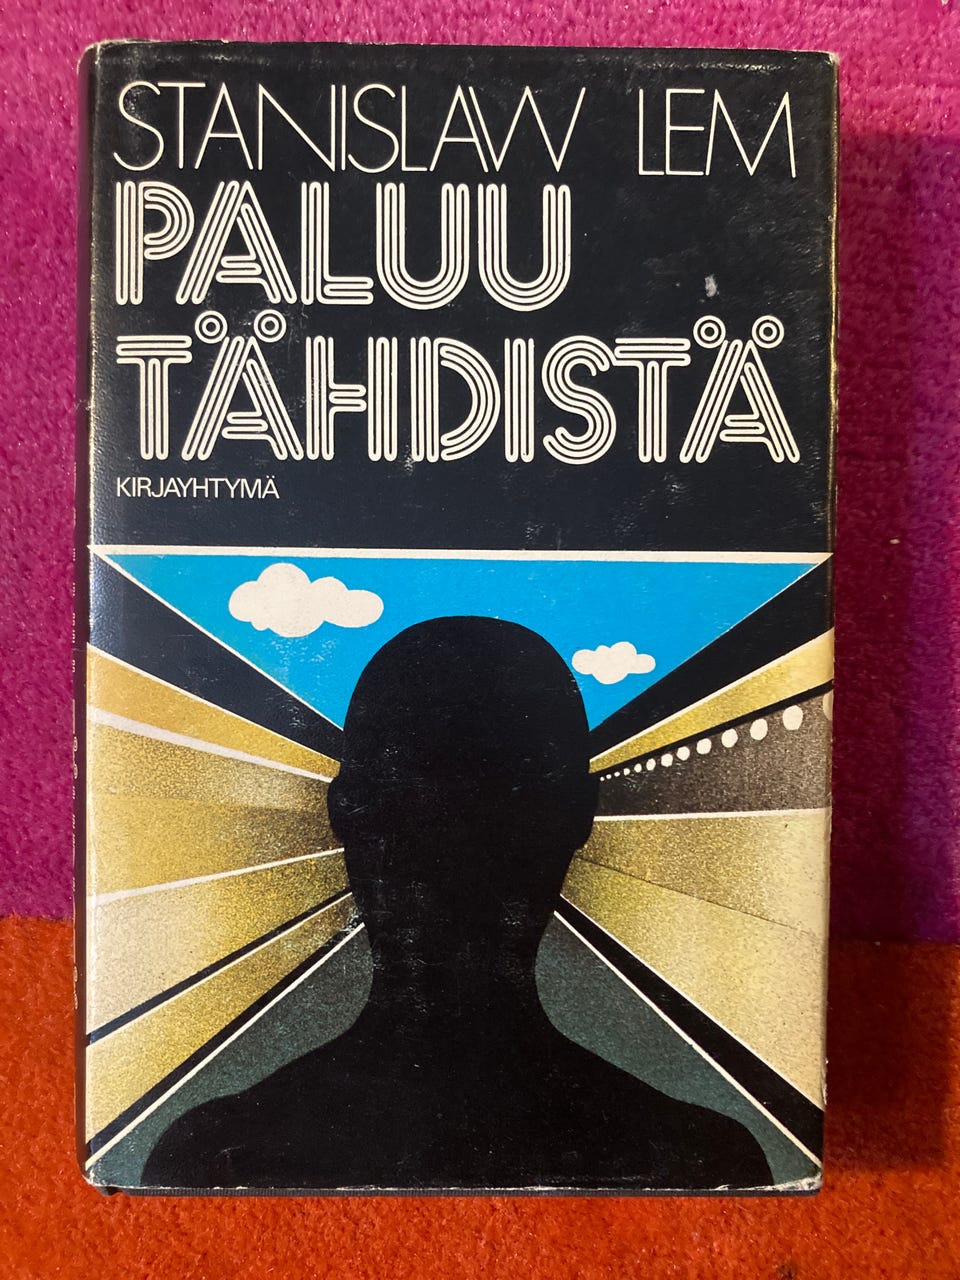 STANISLAW LEM
PALUU
TÄHDISTÄ
KIRJAYHTYMÄ